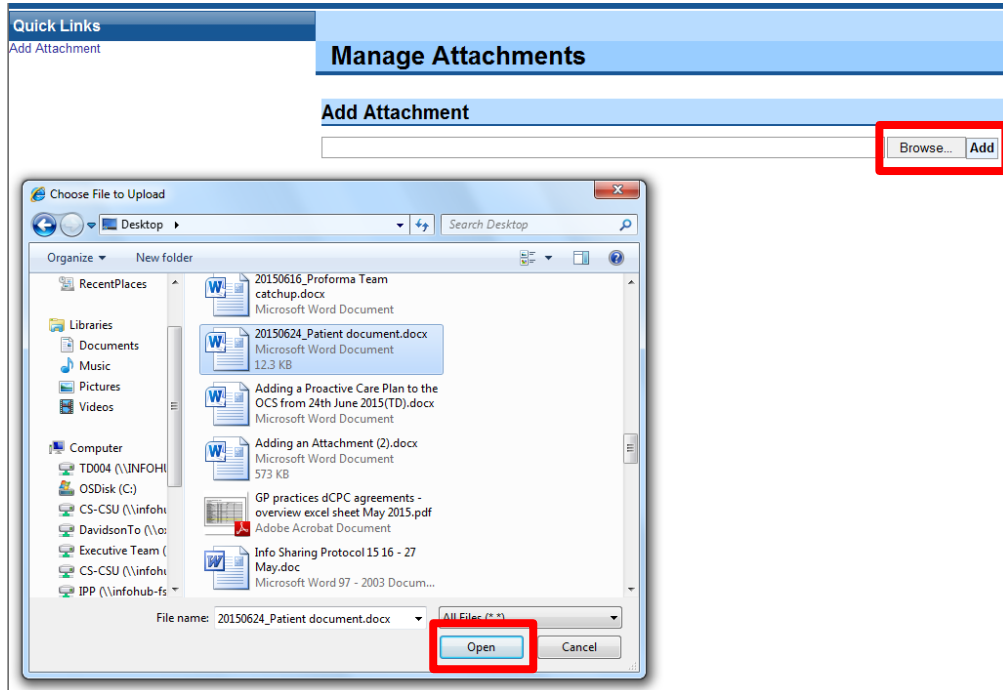 Quick Links
Add Attachment
Manage Attachments
Add Attachment
Browse... Add
Choose File to Upload
Desktop
Search Desktop
Organize New folder
RecentPlaces
Libraries
Documents
Music
Pictures
Videos
Computer
TD004 (\\INFOHU
OSDisk (C:)
CS-CSU (\\infohu
DavidsonTo (\\ox
Executive Team (
CS-CSU (\\infohu
IPP (\\infohub-fs
20150616_Proforma Team
catchup.docx
Microsoft Word Document
20150624_Patient document.docx
Microsoft Word Document
12.3 KB
Adding a Proactive Care Plan to the
OCS from 24th June 2015(TD).docx
Microsoft Word Document
Adding an Attachment (2).docx
Microsoft Word Document
573 KB
GP practices dCPC agreements -
overview excel sheet May 2015.pdf
Adobe Acrobat Document
Info Sharing Protocol 15 16 - 27
May.doc
Microsoft Word 97 - 2003 Docum...
File name: 20150624_Patient document.docx All Files (*.*)
Open Cancel